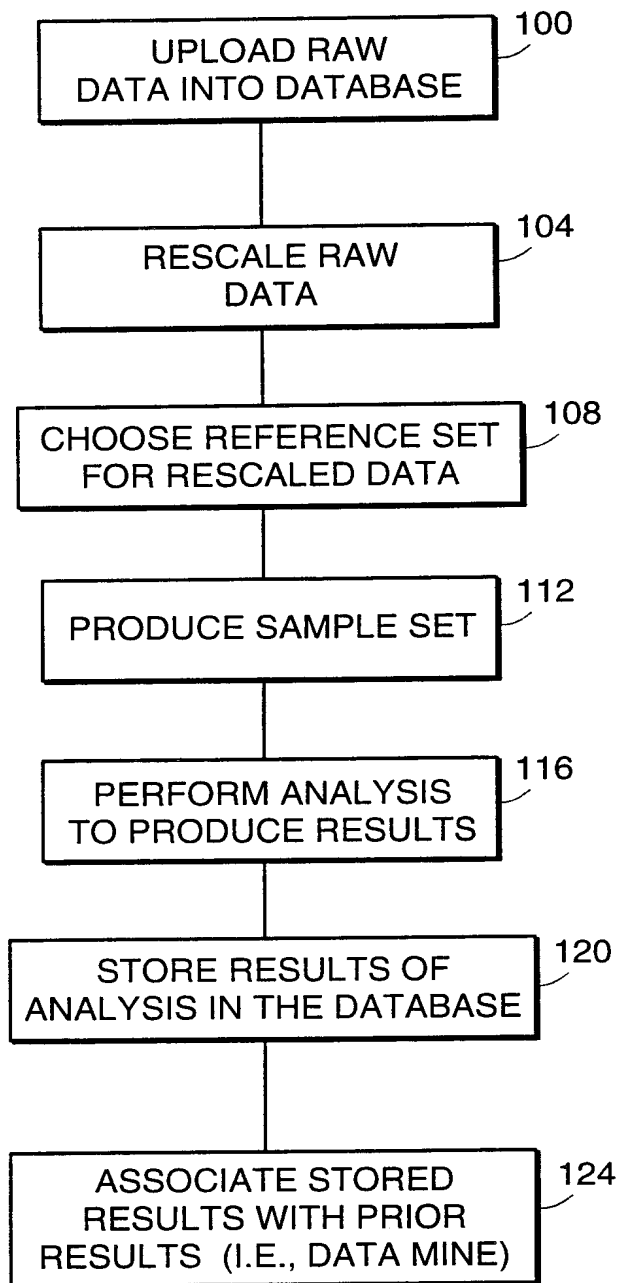 100
UPLOAD RAW
DATA INTO DATABASE
104
RESCALE RAW
DATA
108
CHOOSE REFERENCE SET
FOR RESCALED DATA
112
PRODUCE SAMPLE SET
116
PERFORM ANALYSIS
TO PRODUCE RESULTS
120
STORE RESULTS OF
ANALYSIS IN THE DATABASE
124
ASSOCIATE STORED
RESULTS WITH PRIOR
RESULTS (I.E., DATA MINE)